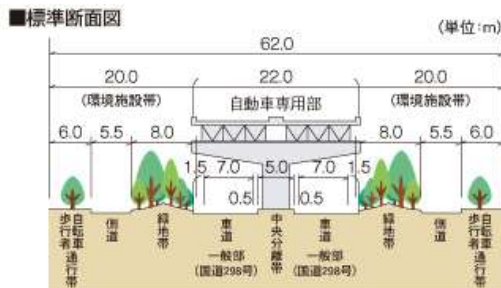 ■標準断面図
(単位:m)
62.0
20.0 22.0 20.0
(環境施設帯) 自動車専用部 (環境施設帯)
6.0 5.5 8.0 8.0 5.5 6.0
1.5 7.0 5.0 7.0 1.5
0.5 0.5
自転車
歩行者通行帯
側道
緑地帯
車道
中央分離帯
車道
緑地帯
側道
自転車
歩行者通行帯
一般部
(国道298号)
一般部
(国道298号)